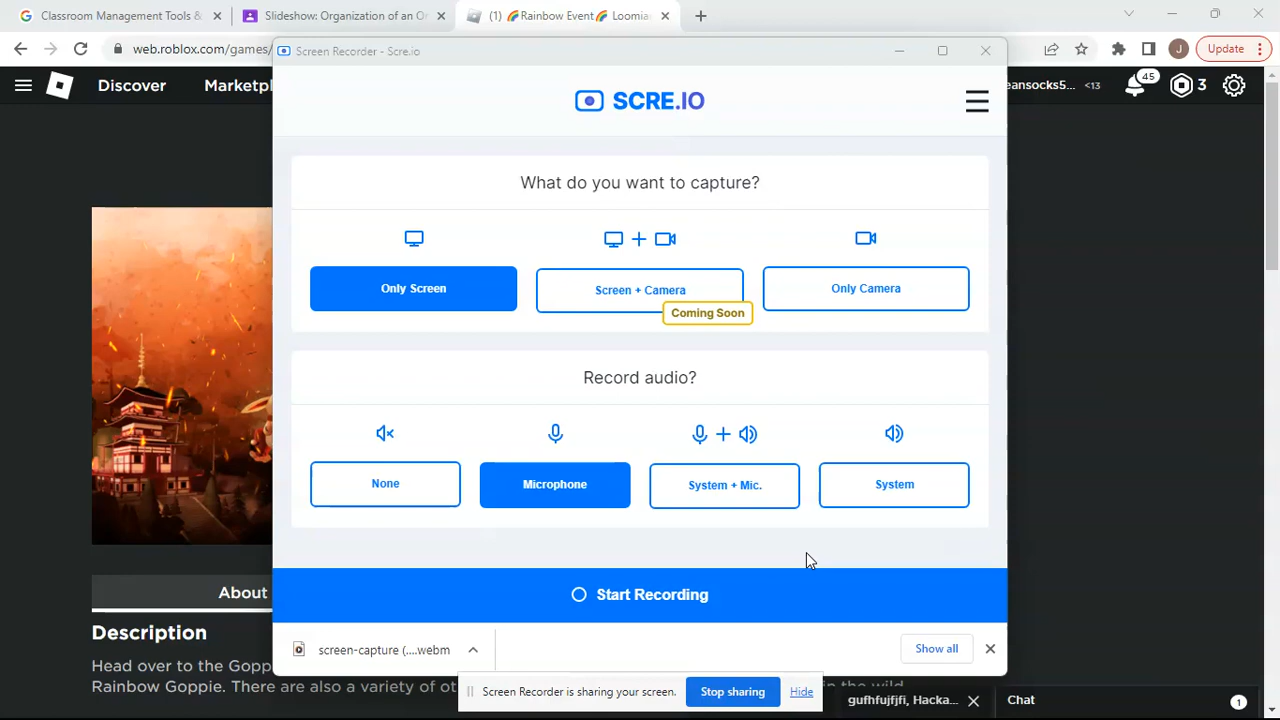 Classroom Management Tools &
Slideshow: Organization of an O
(1) 🌈Rainbow Event🌈 Loomian
Update
web.roblox.com/games/
Screen Recorder - Scre.io
Discover
Marketpl
eansocks5... <13
45
3
SCRE.IO
What do you want to capture?
Only Screen
Screen + Camera
Only Camera
Coming Soon
Record audio?
None
Microphone
System + Mic.
System
Start Recording
About
Description
screen-capture (....webm
Show all
Head over to the Gopp
Rainbow Goppie. There are also a variety of ot
Screen Recorder is sharing your screen.
Stop sharing
Hide
gufhfujfjfi, Hacka...
Chat
1